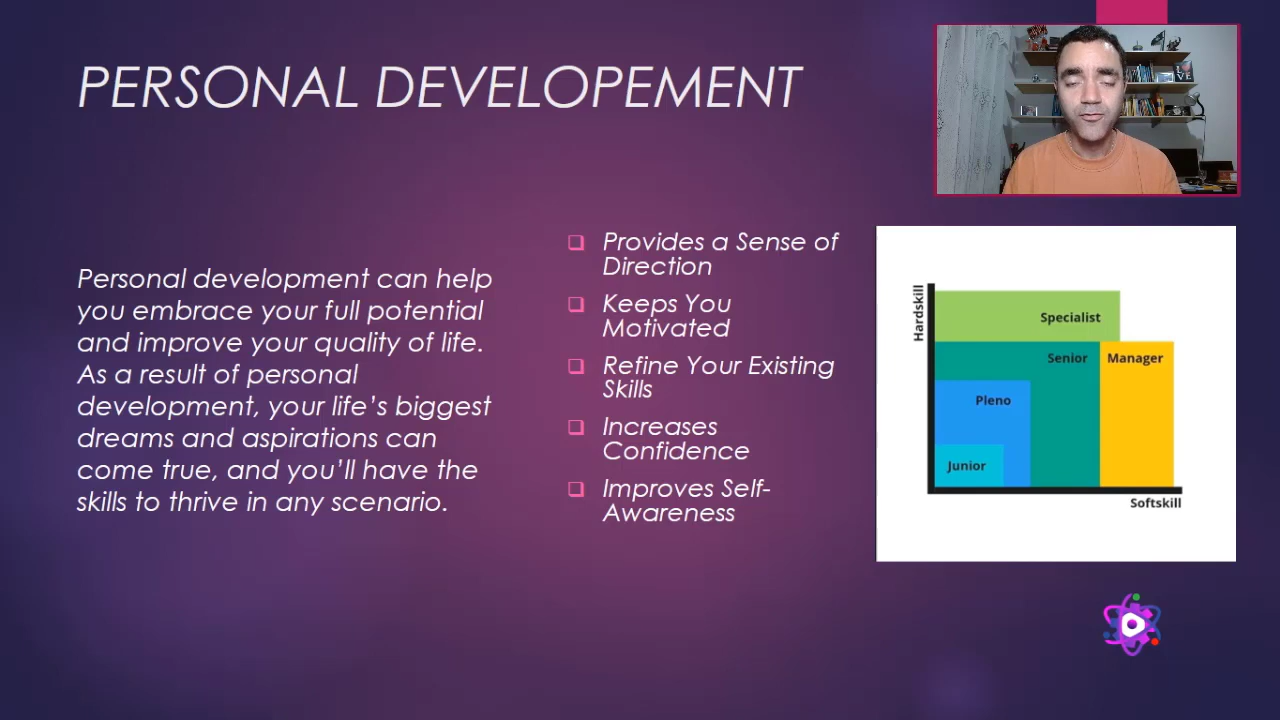 PERSONAL DEVELOPEMENT
Personal development can help
you embrace your full potential
and improve your quality of life.
As a result of personal
development, your life’s biggest
dreams and aspirations can
come true, and you’ll have the
skills to thrive in any scenario.
Provides a Sense of
Direction
Keeps You
Motivated
Refine Your Existing
Skills
Increases
Confidence
Improves Self-
Awareness
Hardskill
Specialist
Senior
Manager
Pleno
Junior
Softskill